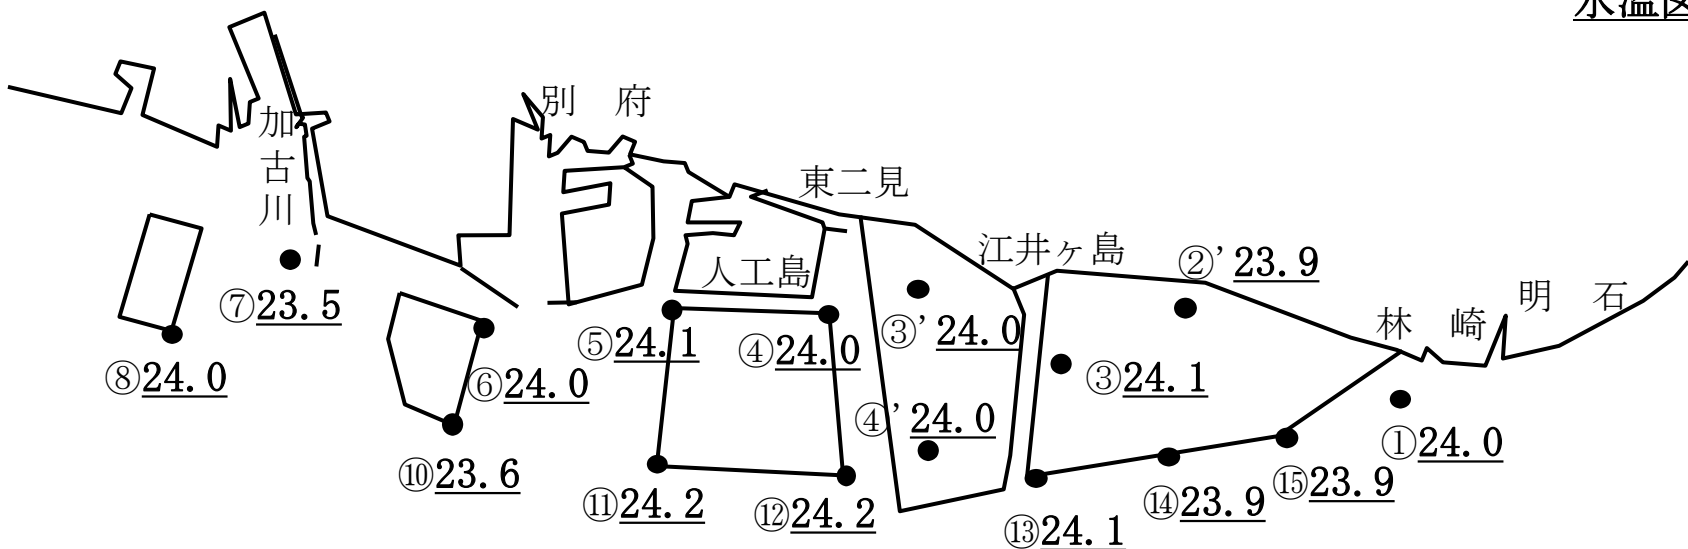 水温図
別　府
加古川
東二見
江井ヶ島
人工島
②’23.9
明　石
林　崎
⑦23.5
⑤24.1
④24.0
③’24.0
⑧24.0
⑥24.0
③24.1
④’24.0
①24.0
⑩23.6
⑪24.2
⑫24.2
⑬24.1
⑭23.9
⑮23.9